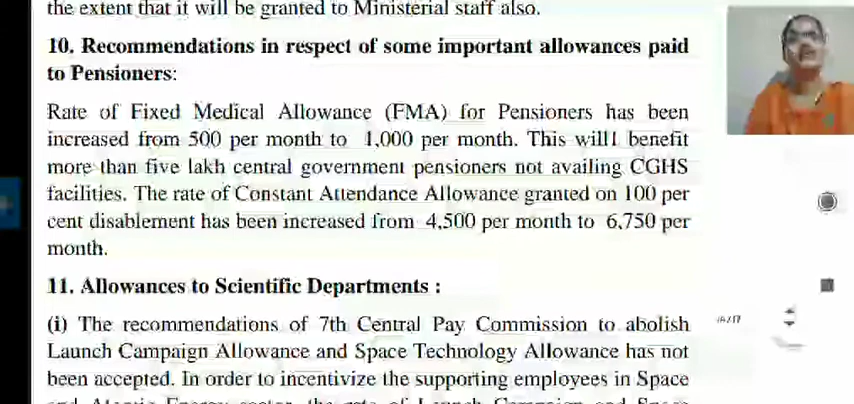 the extent that it will be granted to Ministerial staff also.
10. Recommendations in respect of some important allowances paid
to Pensioners:
Rate of Fixed Medical Allowance (FMA) for Pensioners has been
increased from 500 per month to 1,000 per month. This willl benefit
more than five lakh central government pensioners not availing CGHS
facilities. The rate of Constant Attendance Allowance granted on 100 per
cent disablement has been increased from 4,500 per month to 6,750 per
month.
11. Allowances to Scientific Departments :
(i) The recommendations of 7th Central Pay Commission to abolish
Launch Campaign Allowance and Space Technology Allowance has not
been accepted. In order to incentivize the supporting employees in Space